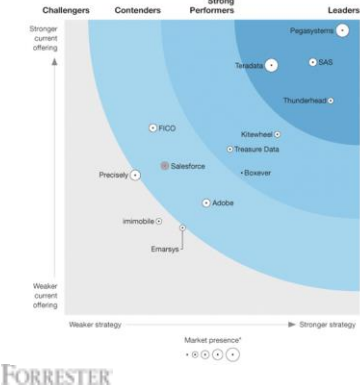 Strong
Challengers Contenders Performers Leaders
Stronger
current
offering
Pegasystems
Teradata
SAS
Thunderhead
FICO
Kitewheel
Treasure Data
Salesforce
Boxever
Precisely
Adobe
imimobile
Emarsys
Weaker
current
offering
Weaker strategy Stronger strategy
Market presence*
FORRESTER